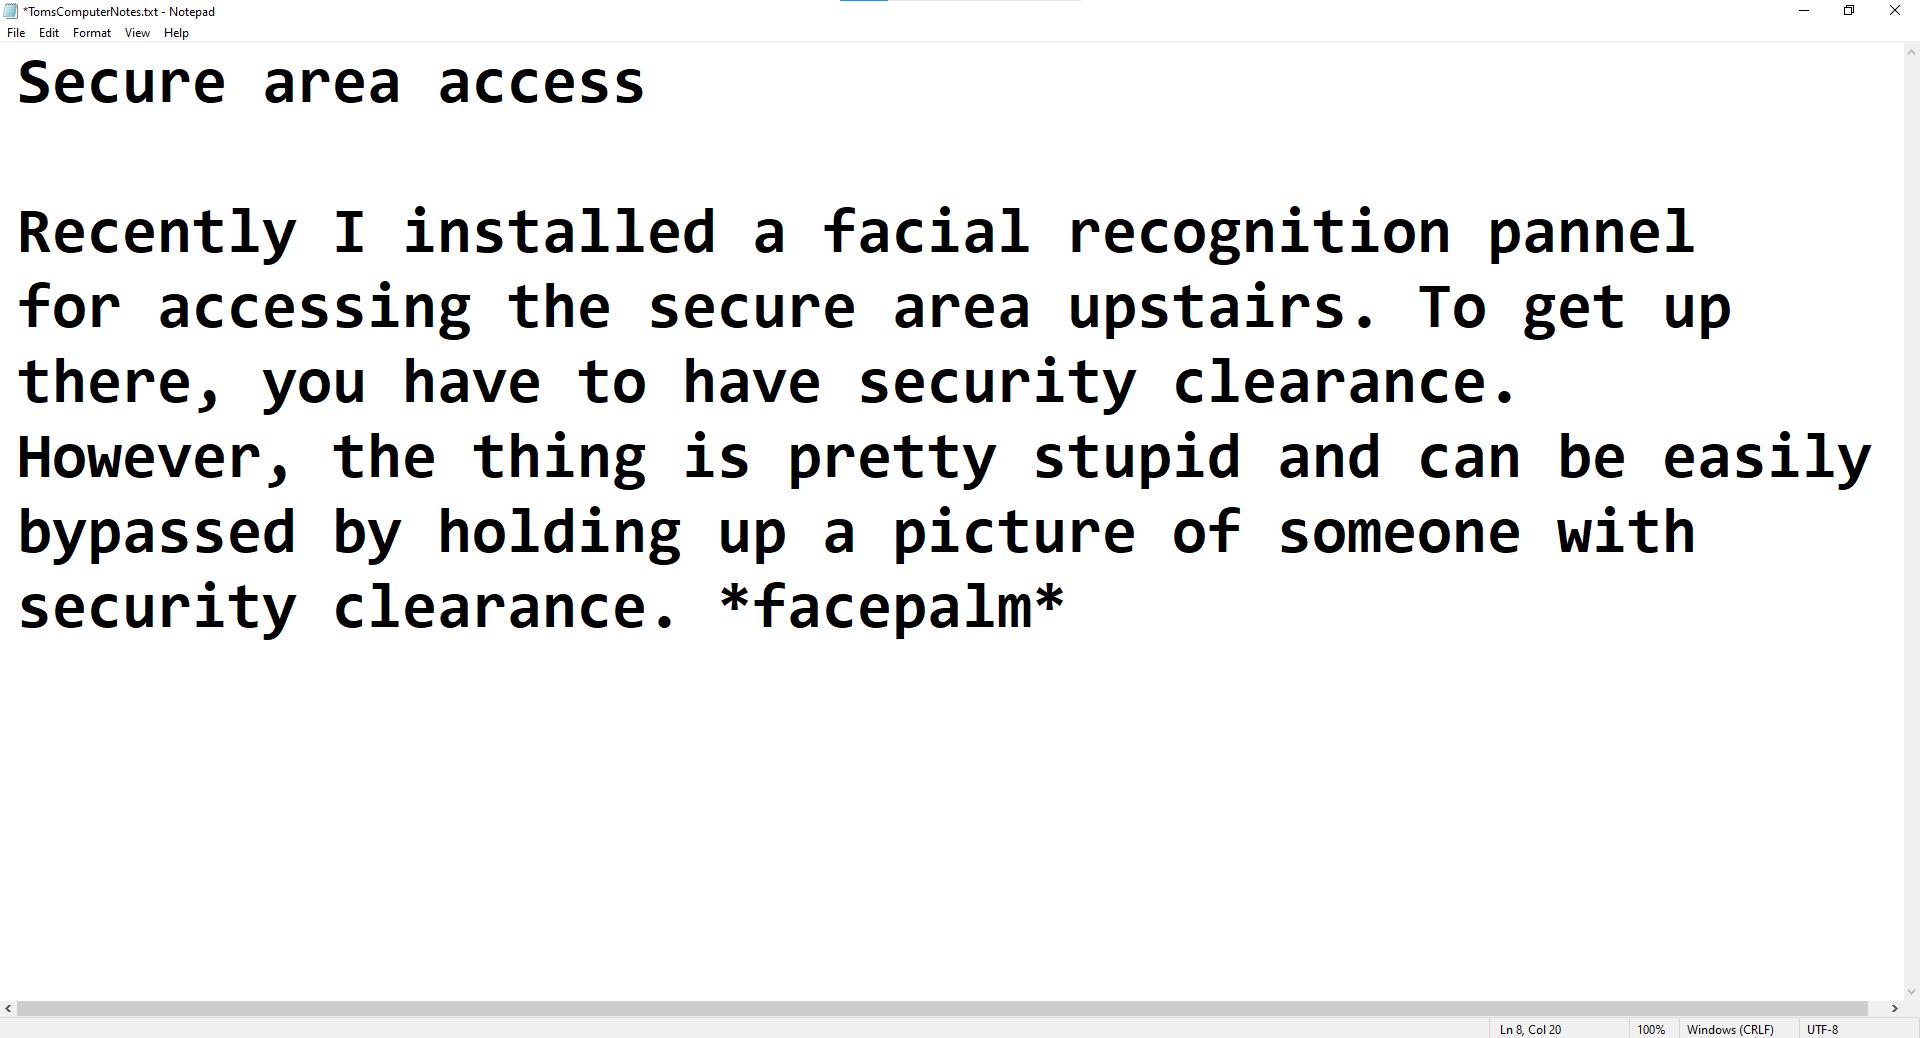 *TomsComputerNotes.txt - Notepad
File Edit Format View Help
Secure area access
Recently I installed a facial recognition pannel
for accessing the secure area upstairs. To get up
there, you have to have security clearance.
However, the thing is pretty stupid and can be easily
bypassed by holding up a picture of someone with
security clearance. *facepalm*
Ln 8, Col 20 100% Windows (CRLF) UTF-8